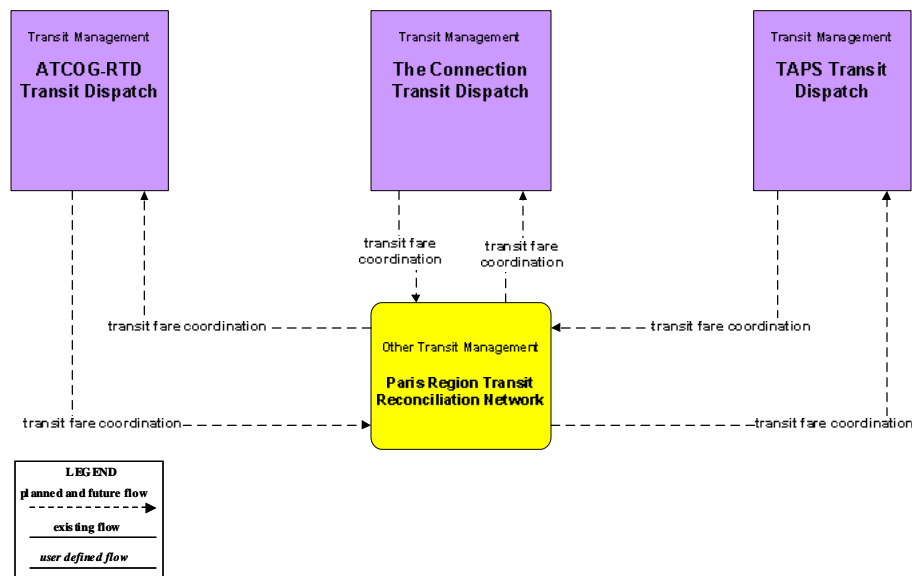 Transit Management
ATCOG-RTD
Transit Dispatch
Transit Management
The Connection
Transit Dispatch
Transit Management
TAPS Transit
Dispatch
transit fare
coordination
transit fare
coordination
transit fare coordination
transit fare coordination
Other Transit Management
Paris Region Transit
Reconciliation Network
transit fare coordination
transit fare coordination
LEGEND
planned and future flow
existing flow
user defined flow